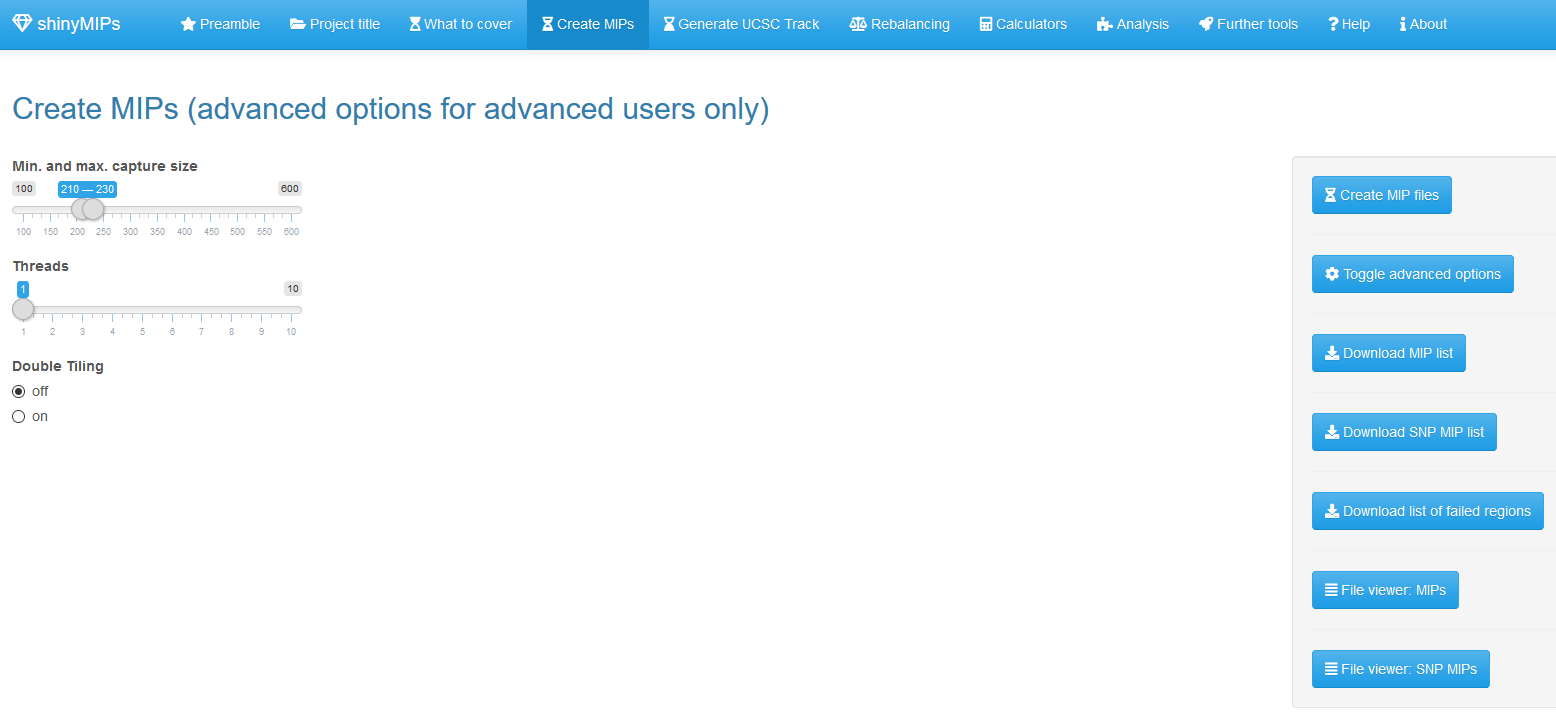 shinyMIPs Preamble Project title What to cover Create MIPs Generate UCSC Track Rebalancing Calculators Analysis Further tools Help About
Create MIPs (advanced options for advanced users only)
Min. and max. capture size
100 210 — 230 600
100 150 200 250 300 350 400 450 500 550 600
Threads
1 10
1 2 3 4 5 6 7 8 9 10
Double Tiling
off
on
Create MIP files
Toggle advanced options
Download MIP list
Download SNP MIP list
Download list of failed regions
File viewer: MIPs
File viewer: SNP MIPs